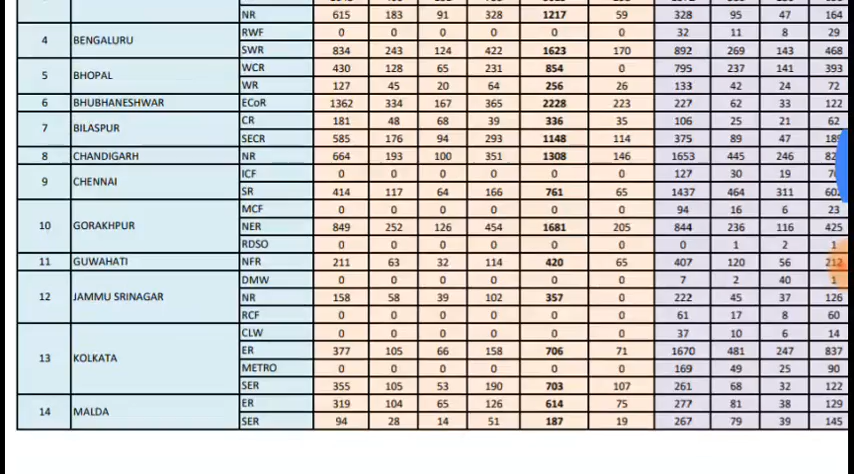 NR 615 183 91 328 1217 59 328 95 47 164
4 BENGALURU RWF 0 0 0 0 0 0 32 11 8 29
SWR 834 243 124 422 1623 170 892 269 143 468
5 BHOPAL WCR 430 128 65 231 854 0 795 237 141 393
WR 127 45 20 64 256 26 133 42 24 72
6 BHUBHANESHWAR ECoR 1362 334 167 365 2228 223 227 62 33 122
7 BILASPUR CR 181 48 68 39 336 35 106 25 21 62
SECR 585 176 94 293 1148 114 375 89 47
8 CHANDIGARH NR 664 193 100 351 1308 146 1653 445 246
9 CHENNAI ICF 0 0 0 0 0 0 127 30 19
SR 414 117 64 166 761 65 1437 464 311
10 GORAKHPUR MCF 0 0 0 0 0 0 94 16 6 23
NER 849 252 126 454 1681 205 844 236 116 425
RDSO 0 0 0 0 0 0 0 1 2 1
11 GUWAHATI NFR 211 63 32 114 420 65 407 120 56 212
12 JAMMU SRINAGAR DMW 0 0 0 0 0 0 7 2 40 1
NR 158 58 39 102 357 0 222 45 37 126
RCF 0 0 0 0 0 0 61 17 8 60
13 KOLKATA CLW 0 0 0 0 0 0 37 10 6 14
ER 377 105 66 158 706 71 1670 481 247 837
METRO 0 0 0 0 0 0 169 49 25 90
SER 355 105 53 190 703 107 261 68 32 122
14 MALDA ER 319 104 65 126 614 75 277 81 38 129
SER 94 28 14 51 187 19 267 79 39 145